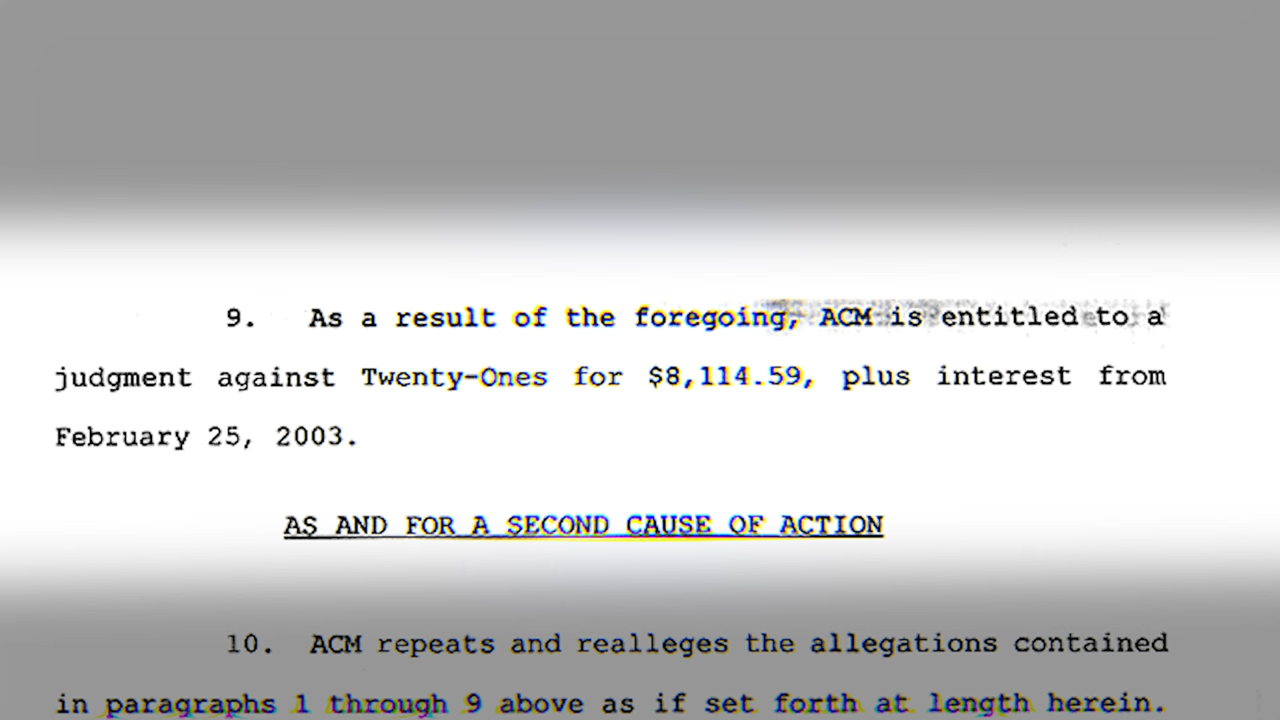 9. As a result of the foregoing, ACM is entitled to a
judgment against Twenty-Ones for $8,114.59, plus interest from
February 25, 2003.
AS AND FOR A SECOND CAUSE OF ACTION
10. ACM repeats and realleges the allegations contained
in paragraphs 1 through 9 above as if set forth at length herein.